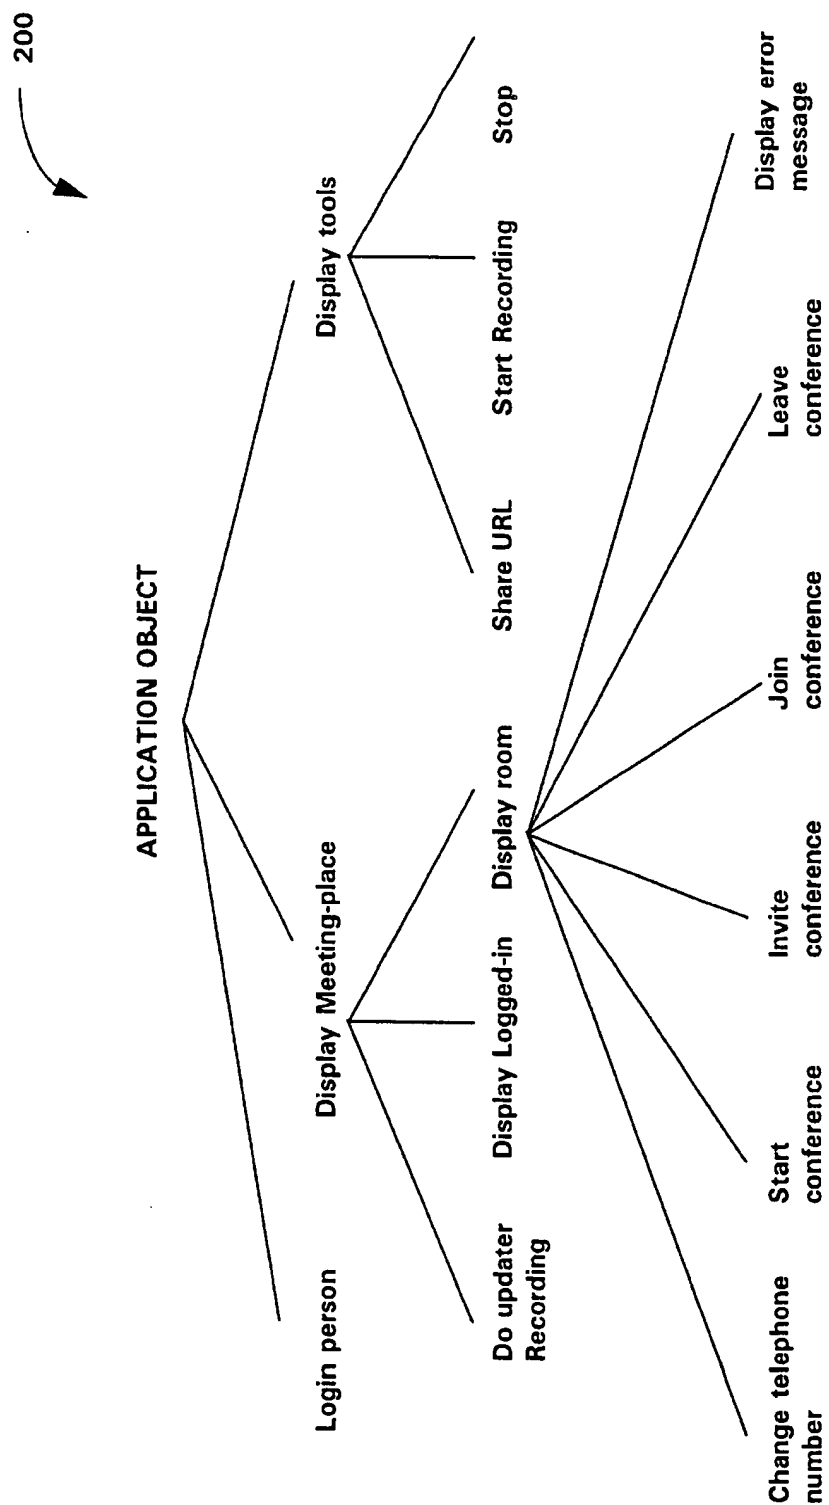 200
APPLICATION OBJECT
Login person
Display Meeting-place
Display tools
Do updater
Recording
Display Logged-in
Display room
Share URL
Start Recording
Stop
Change telephone
number
Start
conference
Invite
conference
Join
conference
Leave
conference
Display error
message